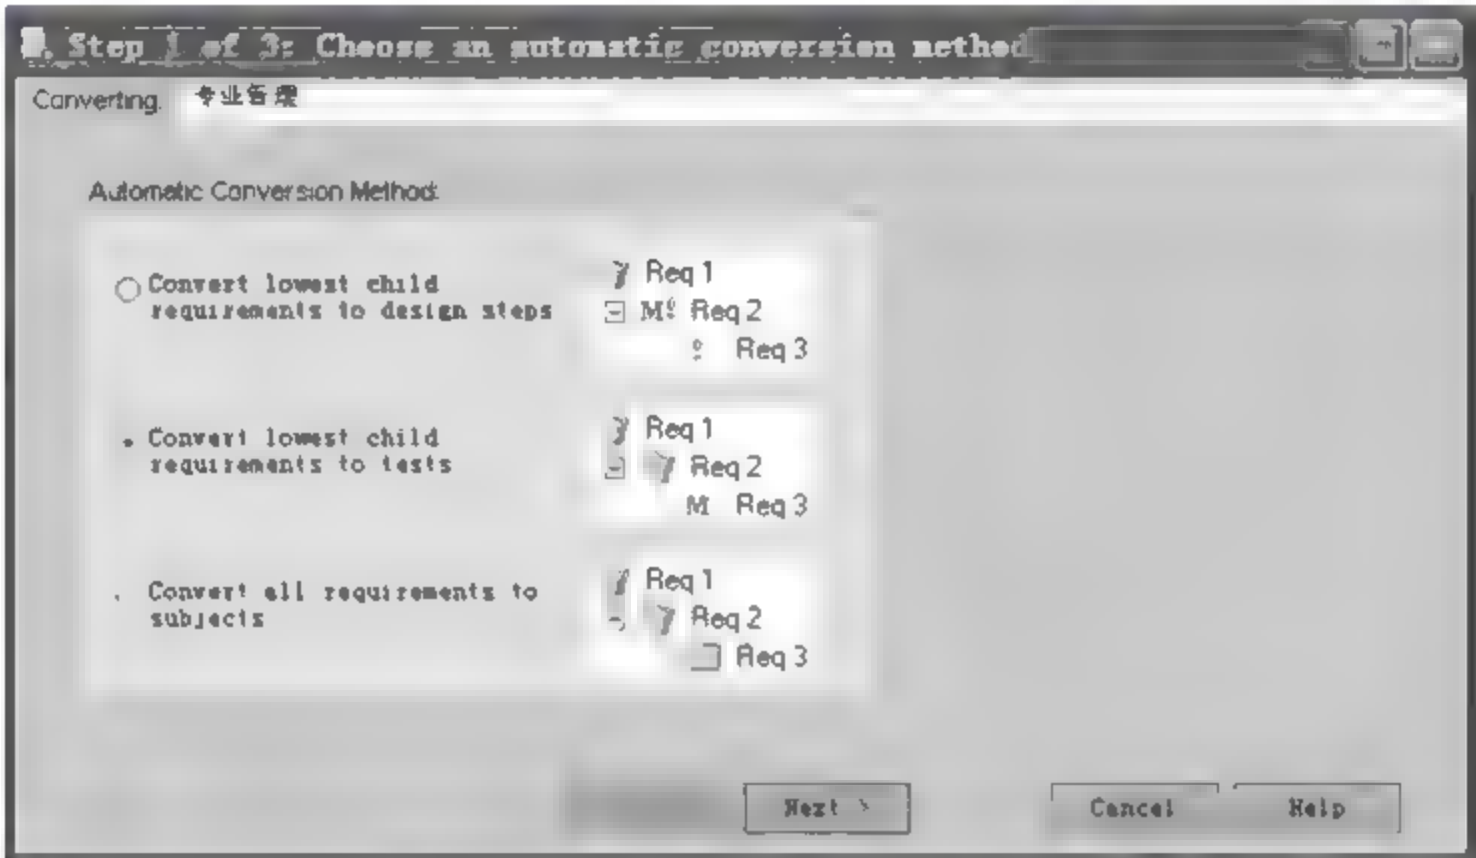 Step 1 of 3: Choose an automatic conversion method
Converting: 专业管理
Automatic Conversion Method:
Convert lowest child
requirements to design steps
Req 1
Req 2
Req 3
Convert lowest child
requirements to tests
Req 1
Req 2
M Req 3
Convert all requirements to
subjects
Req 1
Req 2
Req 3
Next >
Cancel
Help